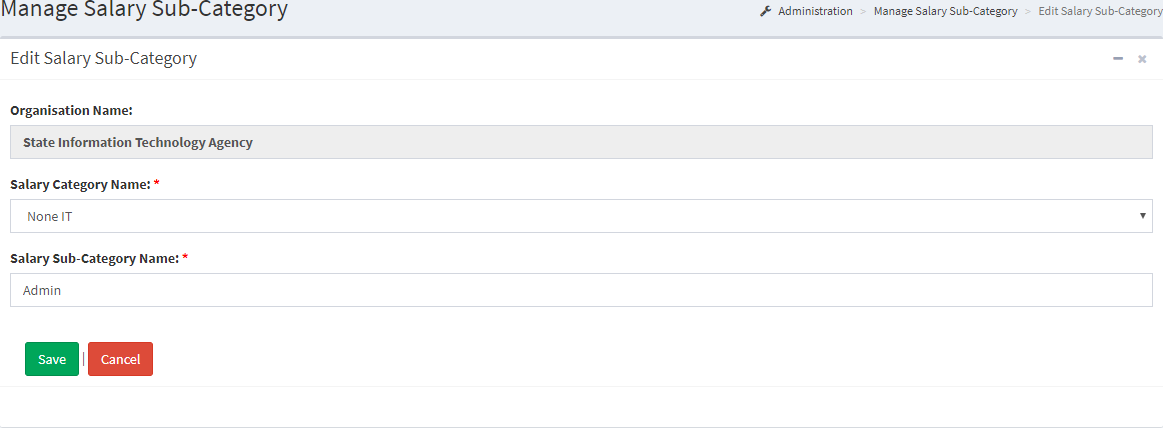 Manage Salary Sub-Category
Administration > Manage Salary Sub-Category > Edit Salary Sub-Category
Edit Salary Sub-Category
Organisation Name:
State Information Technology Agency
Salary Category Name: *
None IT
Salary Sub-Category Name: *
Admin
Save | Cancel